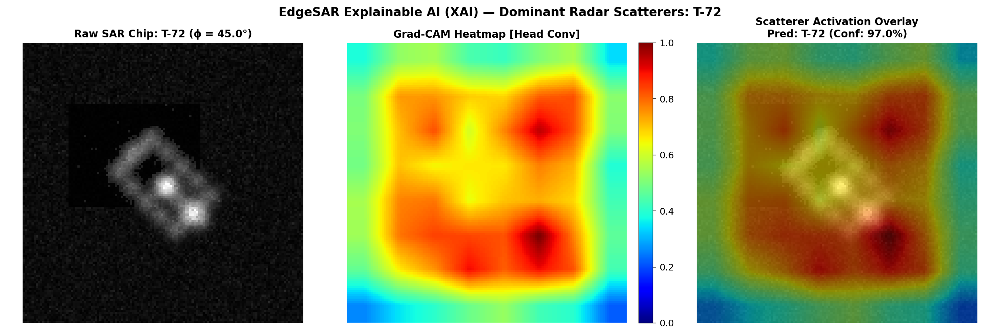 EdgeSAR Explainable AI (XAI) — Dominant Radar Scatterers: T-72
Raw SAR Chip: T-72 (ϕ = 45.0°)
Grad-CAM Heatmap [Head Conv]
1.0
0.8
0.6
0.4
0.2
0.0
Scatterer Activation Overlay
Pred: T-72 (Conf: 97.0%)